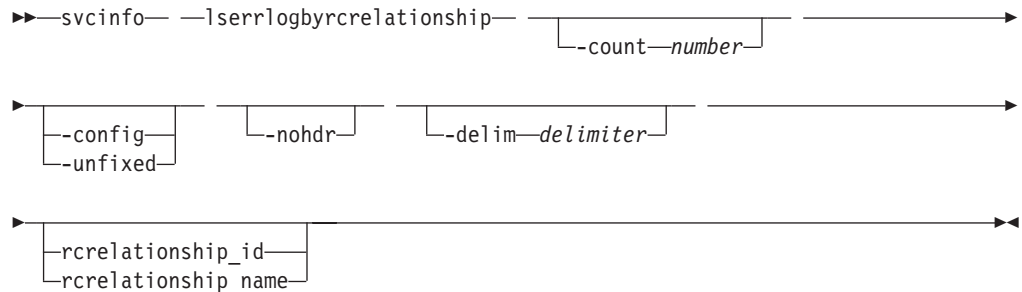 svcinfo lserrlogbyrcrelationship
-count number
-config -nohdr -delim delimiter
-unfixed
rcrelationship_id
rcrelationship name